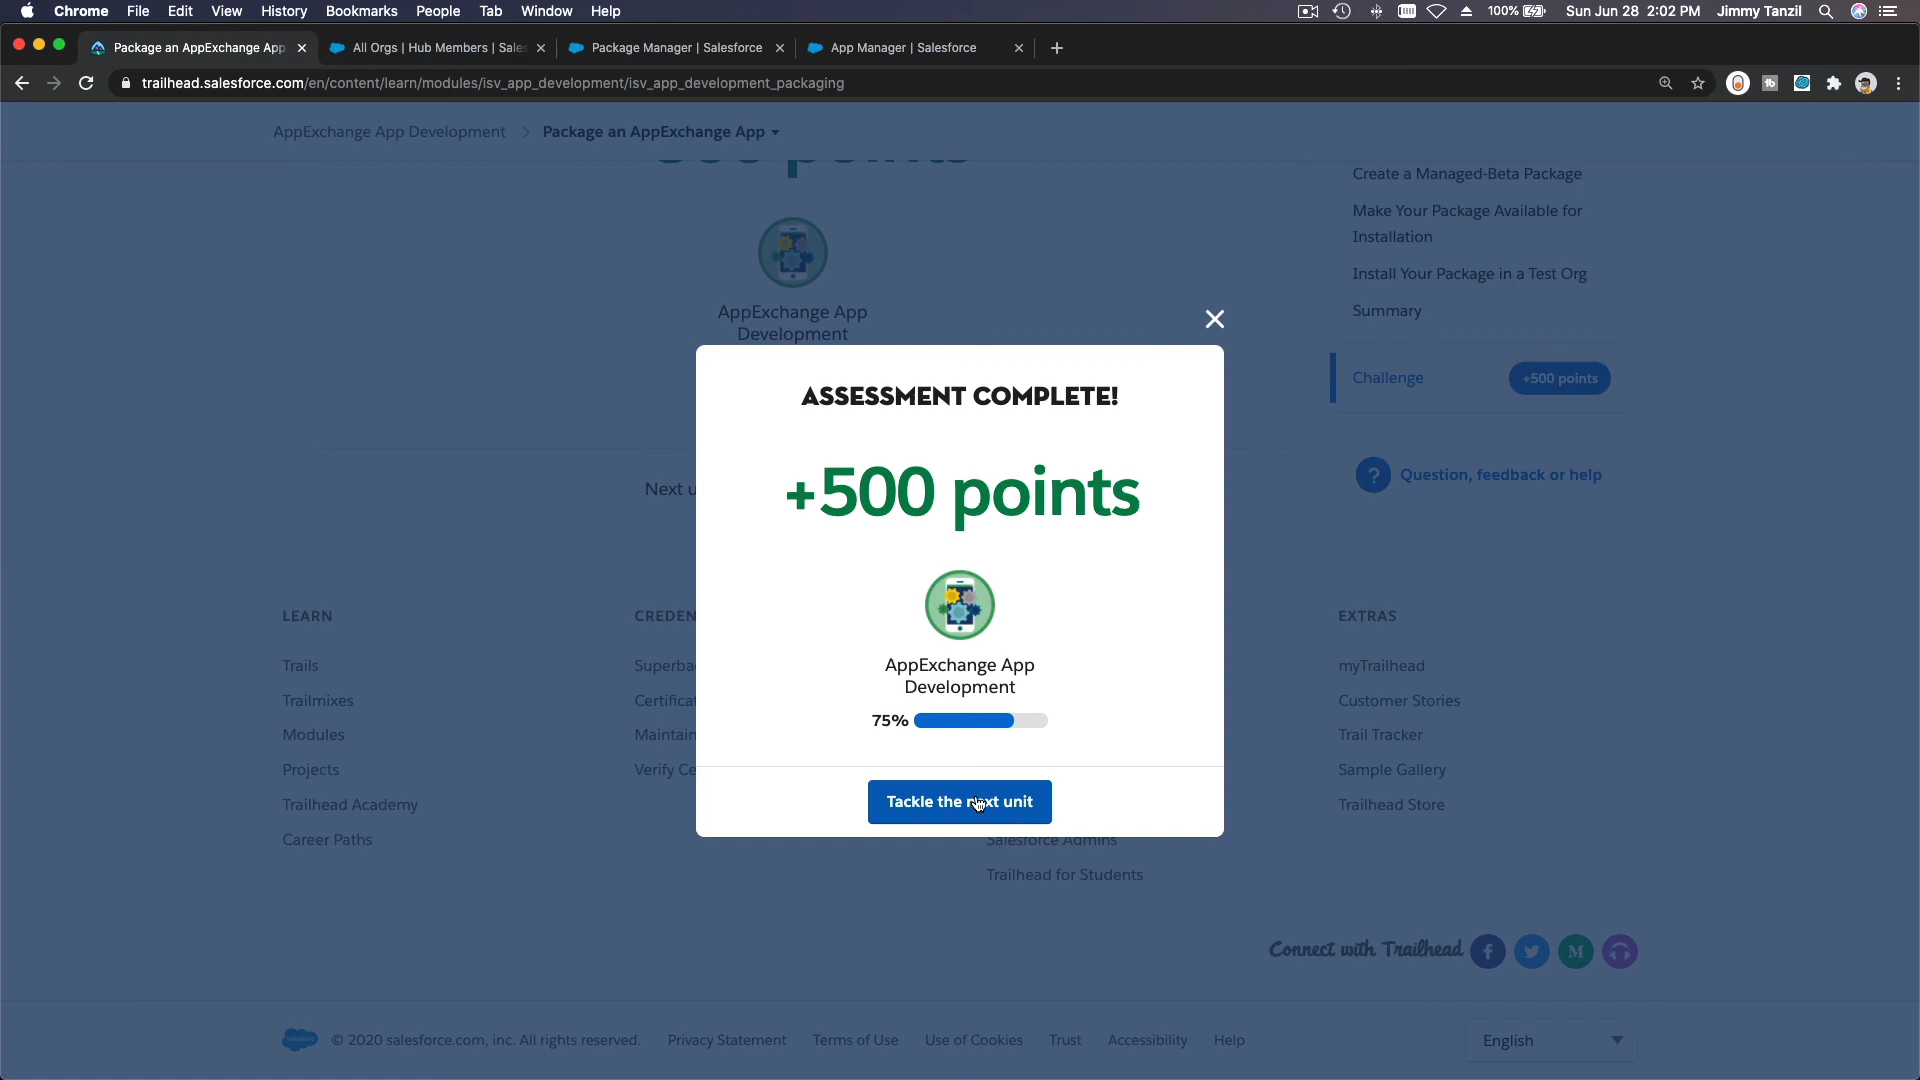 Chrome File Edit View History Bookmarks People Tab Window Help 100% Sun Jun 28 2:02 PM Jimmy Tanzil
Package an AppExchange App All Orgs | Hub Members | Sales Package Manager | Salesforce App Manager | Salesforce
trailhead.salesforce.com/en/content/learn/modules/isv_app_development/isv_app_development_packaging
AppExchange App Development > Package an AppExchange App
points
Create a Managed-Beta Package
Make Your Package Available for
Installation
Install Your Package in a Test Org
Summary
AppExchange App
Development
Challenge +500 points
Question, feedback or help
Next u
ASSESSMENT COMPLETE!
+500 points
AppExchange App
Development
75%
Tackle the next unit
LEARN
Trails
Trailmixes
Modules
Projects
Trailhead Academy
Career Paths
CREDEN
Superba
Certificat
Maintain
Verify Ce
Salesforce Admins
Trailhead for Students
EXTRAS
myTrailhead
Customer Stories
Trail Tracker
Sample Gallery
Trailhead Store
Connect with Trailhead
© 2020 salesforce.com, inc. All rights reserved. Privacy Statement Terms of Use Use of Cookies Trust Accessibility Help English